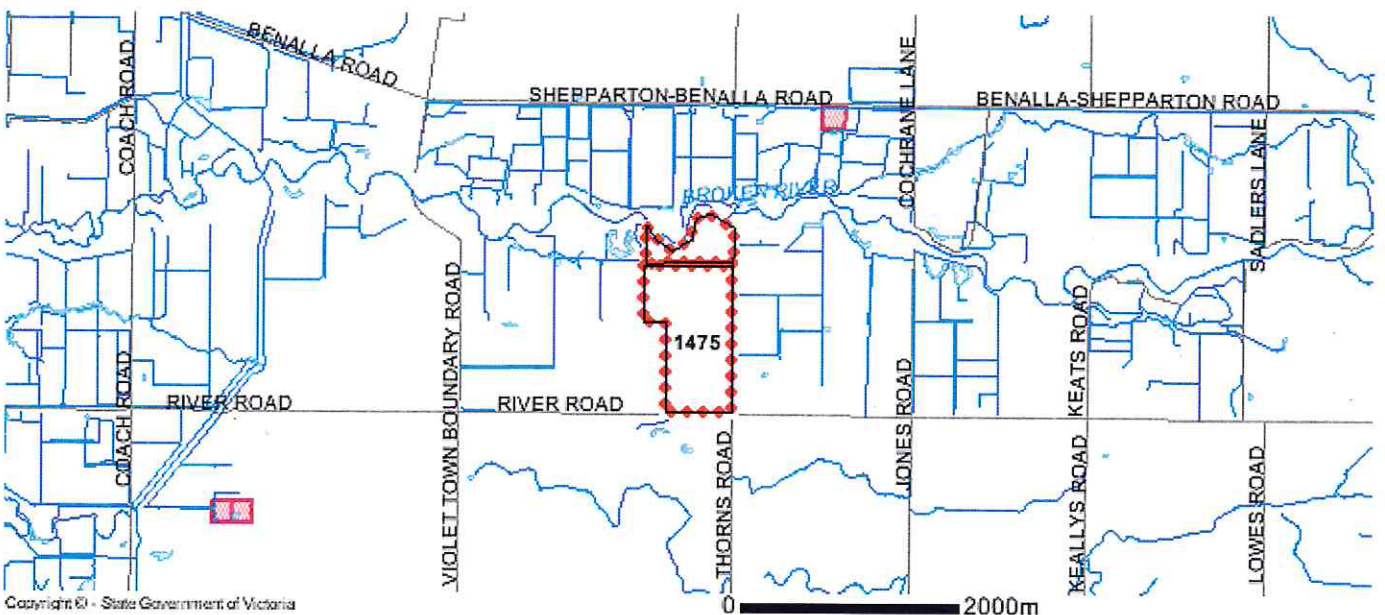 BENALLA ROAD
COACH ROAD
SHEPPARTON-BENALLA ROAD
COCHRANE LANE
BENALLA-SHEPPARTON ROAD
SADLERS LANE
BROKEN RIVER
VIOLET TOWN BOUNDARY ROAD
1475
KEATS ROAD
COACH ROAD
RIVER ROAD
RIVER ROAD
THORNS ROAD
JONES ROAD
KEALLYS ROAD
LOWES ROAD
Copyright © - State Government of Victoria
0 2000m